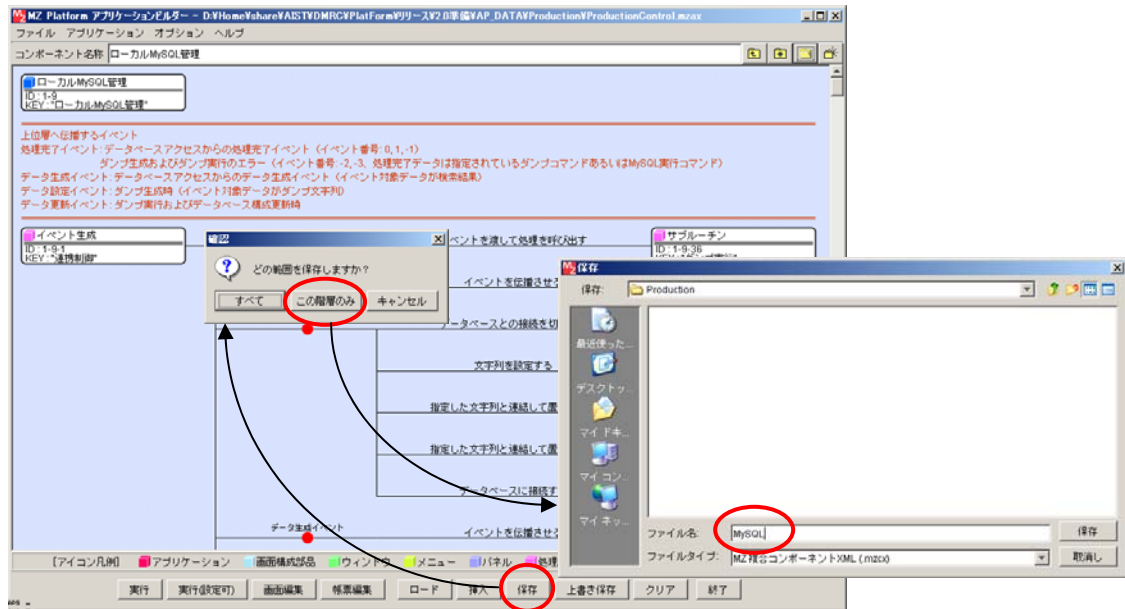 MZ Platform アプリケーションビルダー - D:¥Home¥share¥AIST¥DMRC¥PlatForm¥リリース¥V2.0準備¥AP_DATA¥Production¥ProductionControl.mzax
ファイル アプリケーション オプション ヘルプ
コンポーネント名称 ローカルMySQL管理
ローカルMySQL管理
ID : 1-9
KEY : "ローカルMySQL管理"
上位層へ伝播するイベント
処理完了イベント: データベースアクセスからの処理完了イベント (イベント番号: 0, 1, -1)
ダンプ生成およびダンプ実行のエラー (イベント番号: -2, -3、処理完了データは指定されているダンプコマンドあるいはMySQL実行コマンド)
データ生成イベント: データベースアクセスからのデータ生成イベント (イベント対象データが検索結果)
データ設定イベント: ダンプ生成時 (イベント対象データがダンプ文字列)
データ更新イベント: ダンプ実行およびデータベース構成更新時
イベント生成
ID : 1-9-1
KEY : "連携制御"
ベントを渡して処理を呼び出す
サブルーチン
ID : 1-9-36
イベントを伝播させる
データベースとの接続を切
文字列を設定する
指定した文字列と連結して置
指定した文字列と連結して置
データベースに接続す
データ生成イベント
イベントを伝播させる
確認
どの範囲を保存しますか?
すべて この階層のみ キャンセル
保存
保存: Production
最近使った...
デスクトッ...
マイ ドキ...
マイ コン...
マイ ネッ...
ファイル名: MySQL 保存
ファイルタイプ: MZ複合コンポーネントXML (.mzcx) 取消し
[アイコン凡例] アプリケーション 画面構成部品 ウィンドウ メニュー パネル 処理
実行 実行(設定可) 画面編集 帳票編集 ロード 挿入 保存 上書き保存 クリア 終了